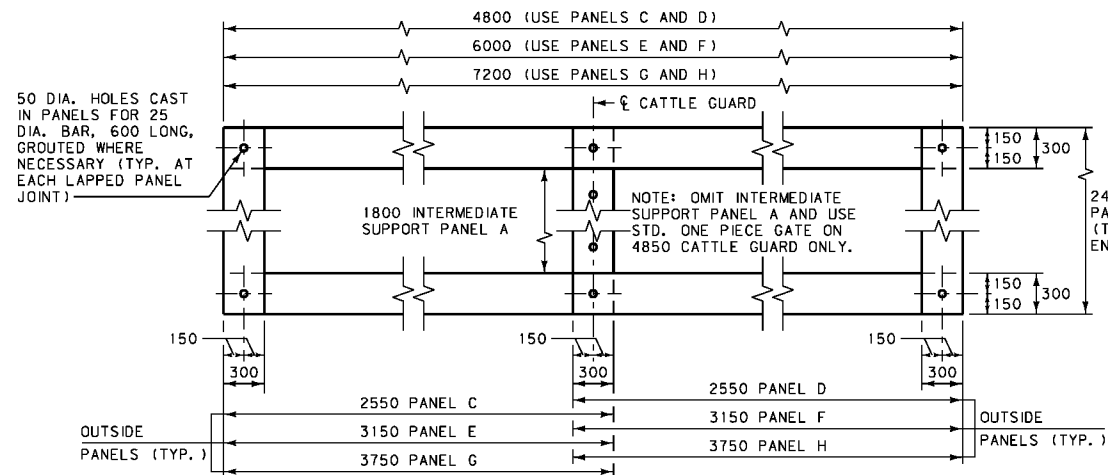 4800 (USE PANELS C AND D)
6000 (USE PANELS E AND F)
7200 (USE PANELS G AND H)
50 DIA. HOLES CAST
IN PANELS FOR 25
DIA. BAR, 600 LONG,
GROUTED WHERE
NECESSARY (TYP. AT
EACH LAPPED PANEL
JOINT)
℄ CATTLE GUARD
150
150
300
1800 INTERMEDIATE
SUPPORT PANEL A
NOTE: OMIT INTERMEDIATE
SUPPORT PANEL A AND USE
STD. ONE PIECE GATE ON
4850 CATTLE GUARD ONLY.
150
150
300
150
300
150
300
150
300
2550 PANEL C
2550 PANEL D
3150 PANEL E
3150 PANEL F
3750 PANEL G
3750 PANEL H
OUTSIDE
PANELS (TYP.)
OUTSIDE
PANELS (TYP.)